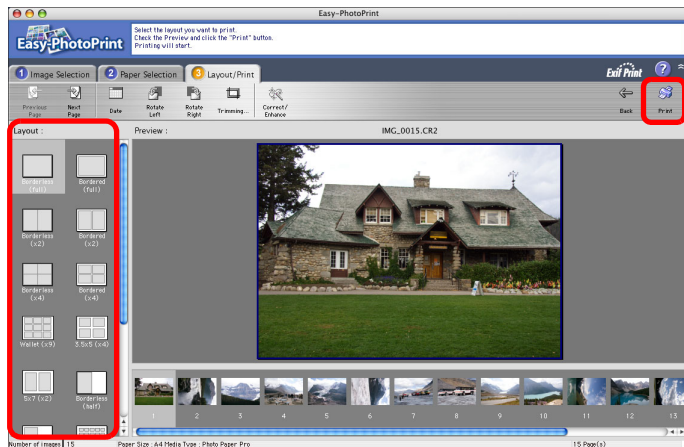 Easy-PhotoPrint
Easy-PhotoPrint
Select the layout you want to print.
Check the Preview and click the "Print" button.
Printing will start.
1 Image Selection
2 Paper Selection
3 Layout/Print
Exif Print
?
Previous Page
Next Page
Date
Rotate Left
Rotate Right
Trimming...
Correct/ Enhance
Back
Print
Layout :
Preview :
IMG_0015.CR2
Borderless (full)
Bordered (full)
Borderless (x2)
Bordered (x2)
Borderless (x4)
Bordered (x4)
Wallet (x9)
3.5x5 (x4)
5x7 (x2)
Borderless (half)
1 2 3 4 5 6 7 8 9 10 11 12 13
Number of images 15
Paper Size : A4 Media Type : Photo Paper Pro
15 Page(s)